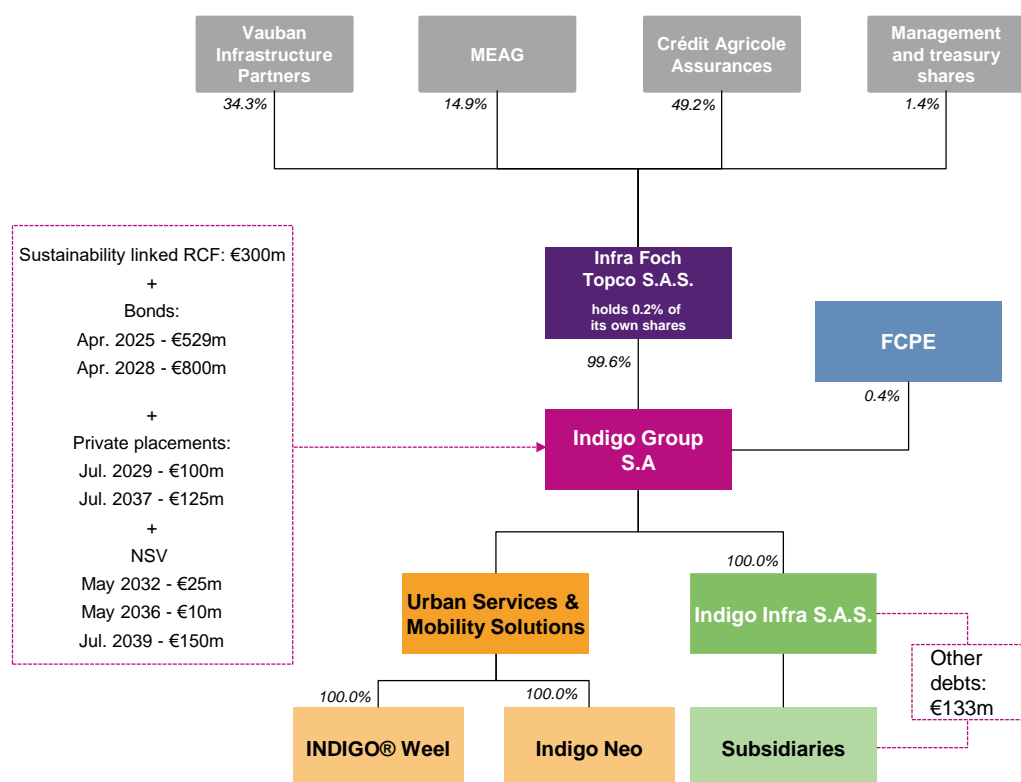 Vauban
Infrastructure
Partners
MEAG
Crédit Agricole
Assurances
Management
and treasury
shares
34.3%
14.9%
49.2%
1.4%
Sustainability linked RCF: €300m
+
Bonds:
Apr. 2025 - €529m
Apr. 2028 - €800m
+
Private placements:
Jul. 2029 - €100m
Jul. 2037 - €125m
+
NSV
May 2032 - €25m
May 2036 - €10m
Jul. 2039 - €150m
Infra Foch
Topco S.A.S.
holds 0.2% of
its own shares
99.6%
FCPE
0.4%
Indigo Group
S.A
100.0%
Urban Services &
Mobility Solutions
Indigo Infra S.A.S.
Other
debts:
€133m
100.0%
100.0%
INDIGO® Weel
Indigo Neo
Subsidiaries